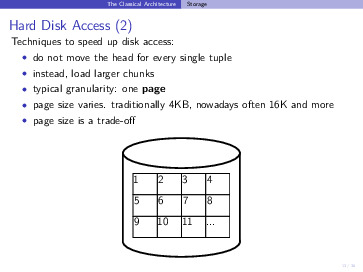 The Classical Architecture Storage
Hard Disk Access (2)
Techniques to speed up disk access:
• do not move the head for every single tuple
• instead, load larger chunks
• typical granularity: one page
• page size varies. traditionally 4KB, nowadays often 16K and more
• page size is a trade-off
1 2 3 4
5 6 7 8
9 10 11 ...